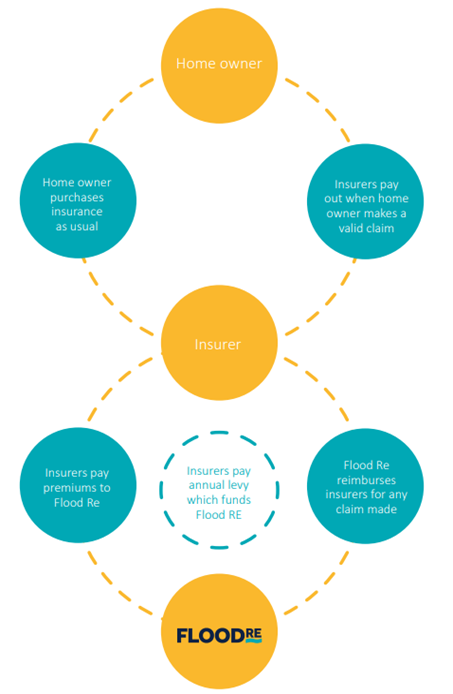 Home owner
Home owner
purchases
insurance
as usual
Insurers pay
out when home
owner makes a
valid claim
Insurer
Insurers pay
premiums to
Flood Re
Insurers pay
annual levy
which funds
Flood RE
Flood Re
reimburses
insurers for any
claim made
FLOODRE